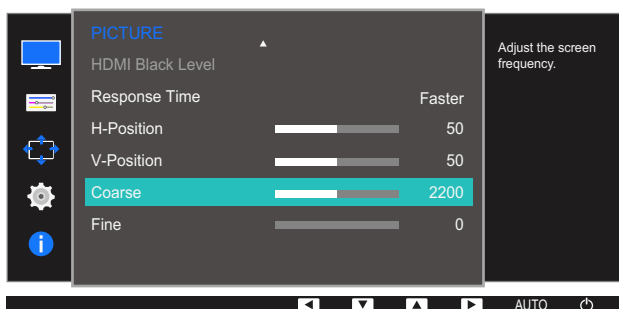 PICTURE
HDMI Black Level
Response Time Faster
H-Position 50
V-Position 50
Coarse 2200
Fine 0
Adjust the screen
frequency.
AUTO